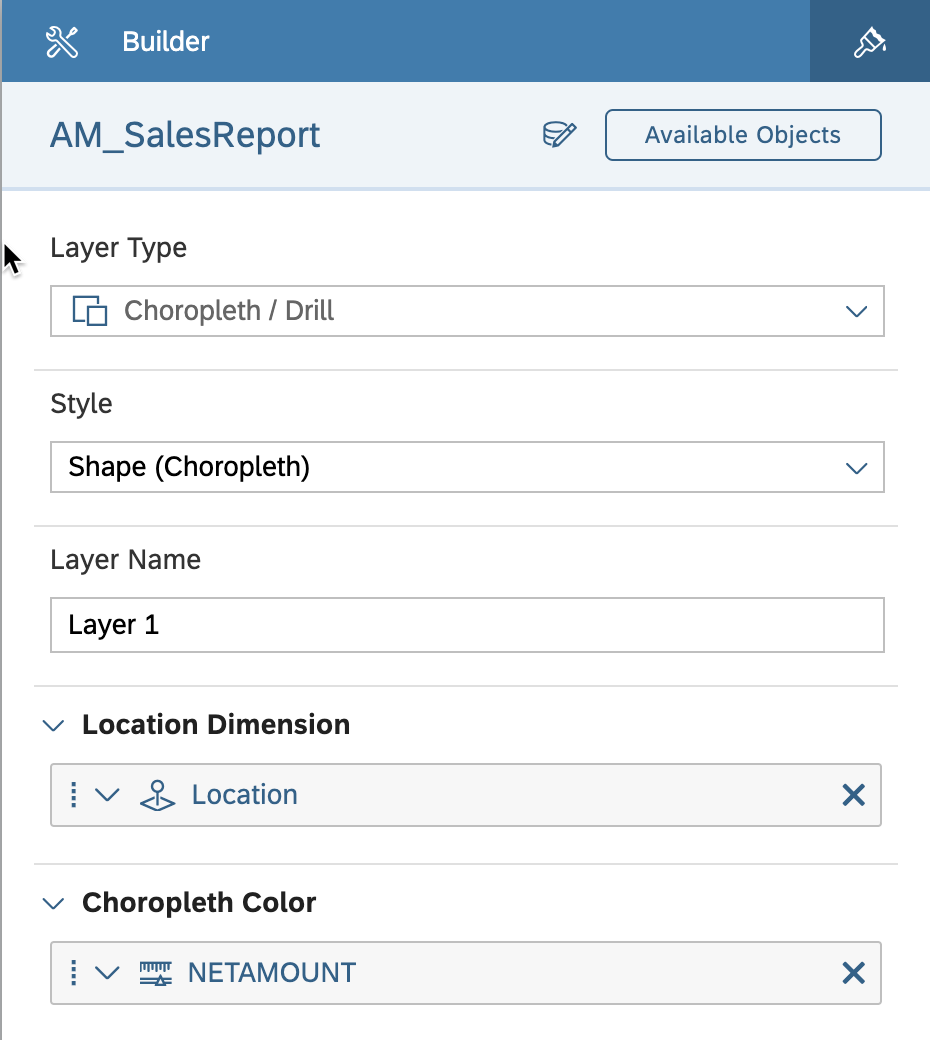 Builder
AM_SalesReport
Available Objects
Layer Type
Choropleth / Drill
Style
Shape (Choropleth)
Layer Name
Layer 1
Location Dimension
Location
Choropleth Color
NETAMOUNT